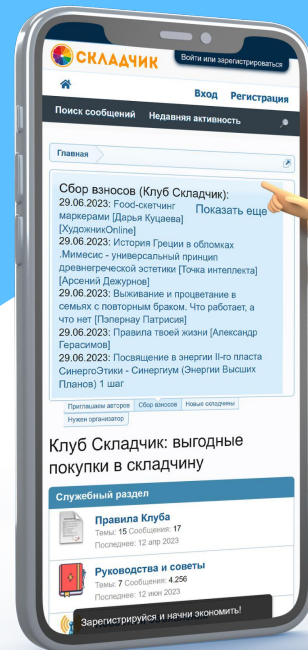 СКЛАДЧИК
Войти или зарегистрироваться
Вход Регистрация
Поиск сообщений Недавняя активность
Главная
Сбор взносов (Клуб Складчик):
29.06.2023: Food-скетчинг
Показать еще
маркерами [Дарья Куцаева]
[ХудожникOnline]
29.06.2023: История Греции в обломках
.Мимесис - универсальный принцип
древнегреческой эстетики [Точка интеллекта]
[Арсений Дежурнов]
29.06.2023: Выживание и процветание в
семьях с повторным браком. Что работает, а
что нет [Пэпернау Патрисия]
29.06.2023: Правила твоей жизни [Александр
Герасимов]
29.06.2023: Посвящение в энергии II-го пласта
СинергоЭтики - Синергиум (Энергии Высших
Планов) 1 шаг
Приглашаем авторов Сбор взносов Новые складчины
Нужен организатор
Клуб Складчик: выгодные
покупки в складчину
Служебный раздел
Правила Клуба
Темы: 15 Сообщения: 17
Последнее: 12 апр 2023
Руководства и советы
Темы: 7 Сообщения: 4.256
Последнее: 12 июн 2023
Зарегистрируйся и начни экономить!